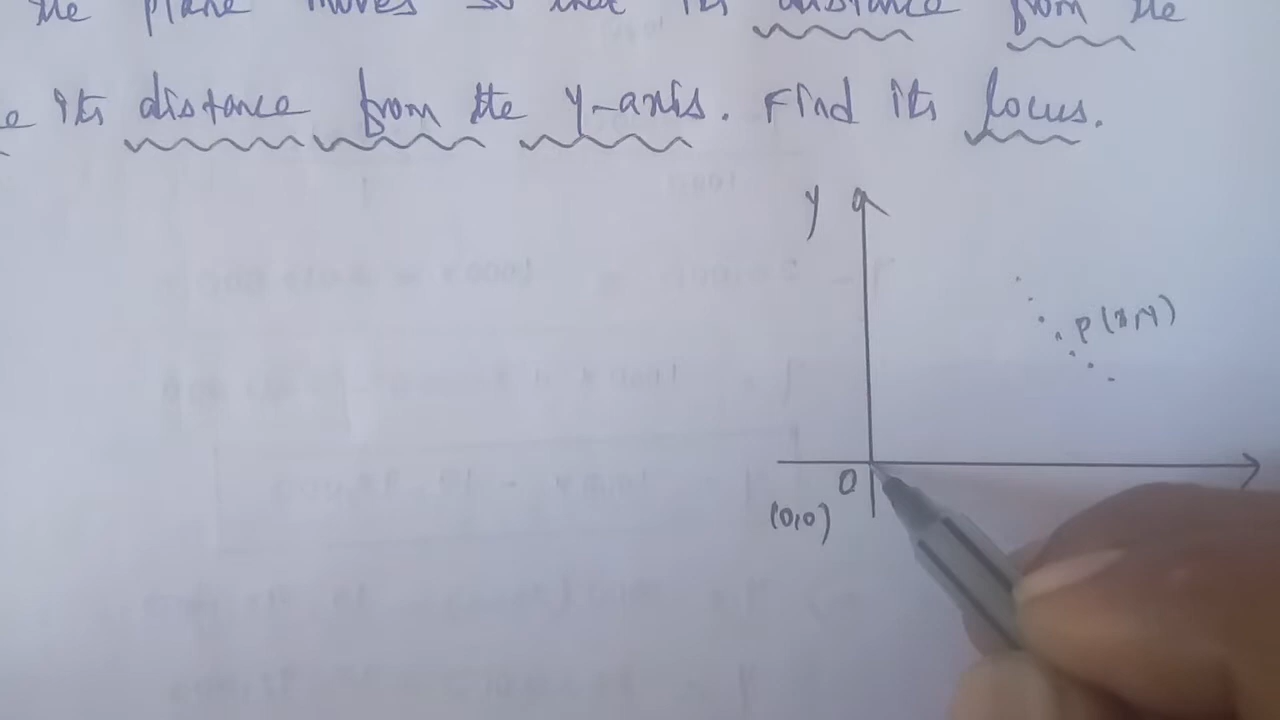 the plane moves so that its distance from the
its distance from the y-axis. Find its locus.
y
P(x,y)
O
(0,0)